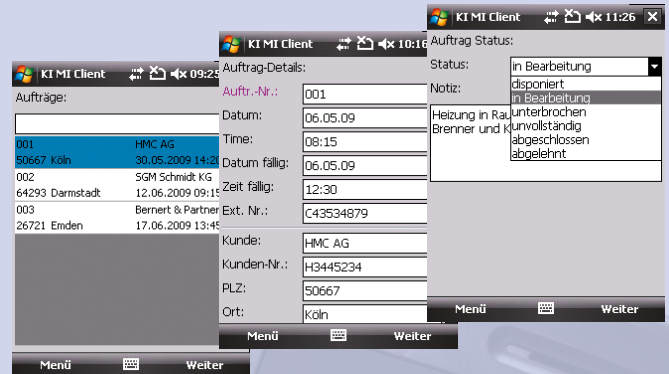 KI MI Client 09:25
Aufträge:
001 HMC AG
50667 Köln 30.05.2009 14:20
002 SGM Schmidt KG
64293 Darmstadt 12.06.2009 09:15
003 Bernert & Partner
26721 Emden 17.06.2009 13:45
Menü Weiter
KI MI Client 10:16
Auftrag-Details:
Auftr.-Nr.: 001
Datum: 06.05.09
Time: 08:15
Datum fällig: 06.05.09
Zeit fällig: 12:30
Ext. Nr.: C43534879
Kunde: HMC AG
Kunden-Nr.: H3445234
PLZ: 50667
Ort: Köln
Menü Weiter
KI MI Client 11:26
Auftrag Status:
Status: in Bearbeitung
disponiert
in Bearbeitung
unterbrochen
unvollständig
abgeschlossen
abgelehnt
Notiz:
Heizung in
Brenner und
Menü Weiter